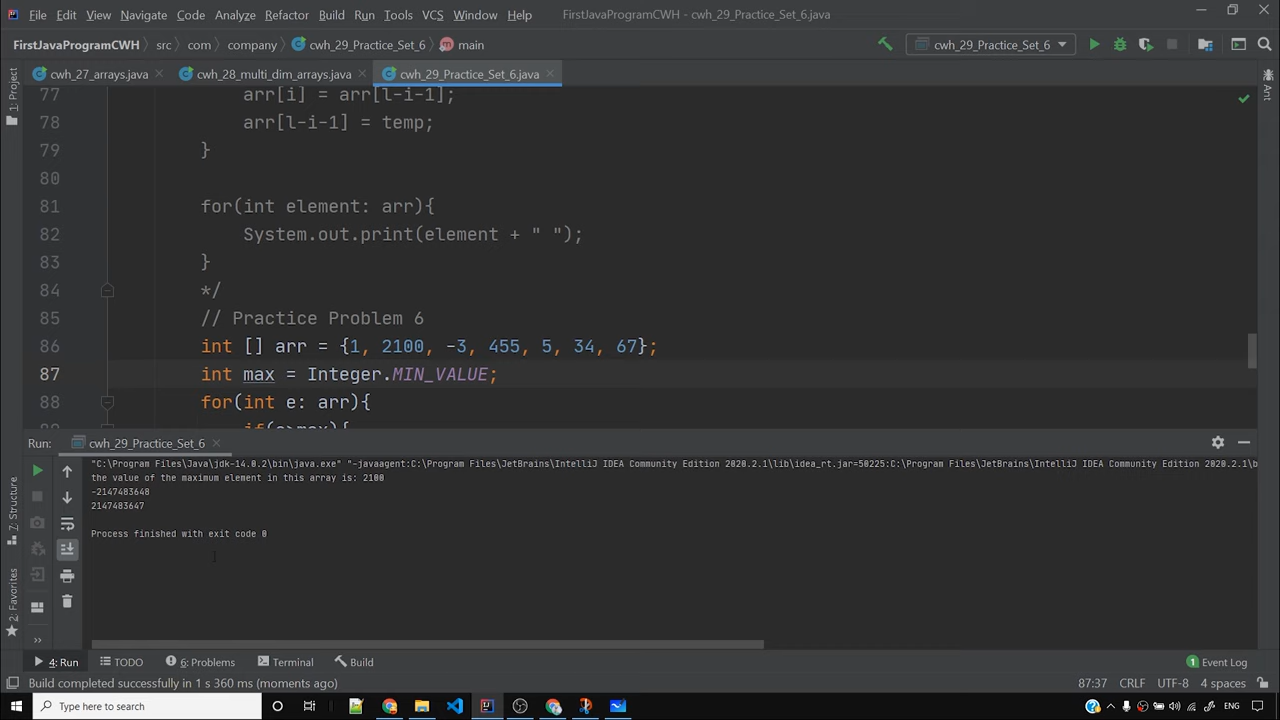 File Edit View Navigate Code Analyze Refactor Build Run Tools VCS Window Help FirstJavaProgramCWH - cwh_29_Practice_Set_6.java
FirstJavaProgramCWH src com company cwh_29_Practice_Set_6 main cwh_29_Practice_Set_6
cwh_27_arrays.java cwh_28_multi_dim_arrays.java cwh_29_Practice_Set_6.java
1: Project
Ant
77 arr[i] = arr[l-i-1];
78 arr[l-i-1] = temp;
79 }
80
81 for(int element: arr){
82 System.out.print(element + " ");
83 }
84 */
85 // Practice Problem 6
86 int [] arr = {1, 2100, -3, 455, 5, 34, 67};
87 int max = Integer.MIN_VALUE;
88 for(int e: arr){
if(e>max){
Run: cwh_29_Practice_Set_6
"C:\Program Files\Java\jdk-14.0.2\bin\java.exe" "-javaagent:C:\Program Files\JetBrains\IntelliJ IDEA Community Edition 2020.2.1\lib\idea_rt.jar=50225:C:\Program Files\JetBrains\IntelliJ IDEA Community Edition 2020.2.1\b
the value of the maximum element in this array is: 2100
-2147483648
2147483647
Process finished with exit code 0
7: Structure
2: Favorites
4: Run TODO 6: Problems Terminal Build 1 Event Log
Build completed successfully in 1 s 360 ms (moments ago) 87:37 CRLF UTF-8 4 spaces
Type here to search ENG